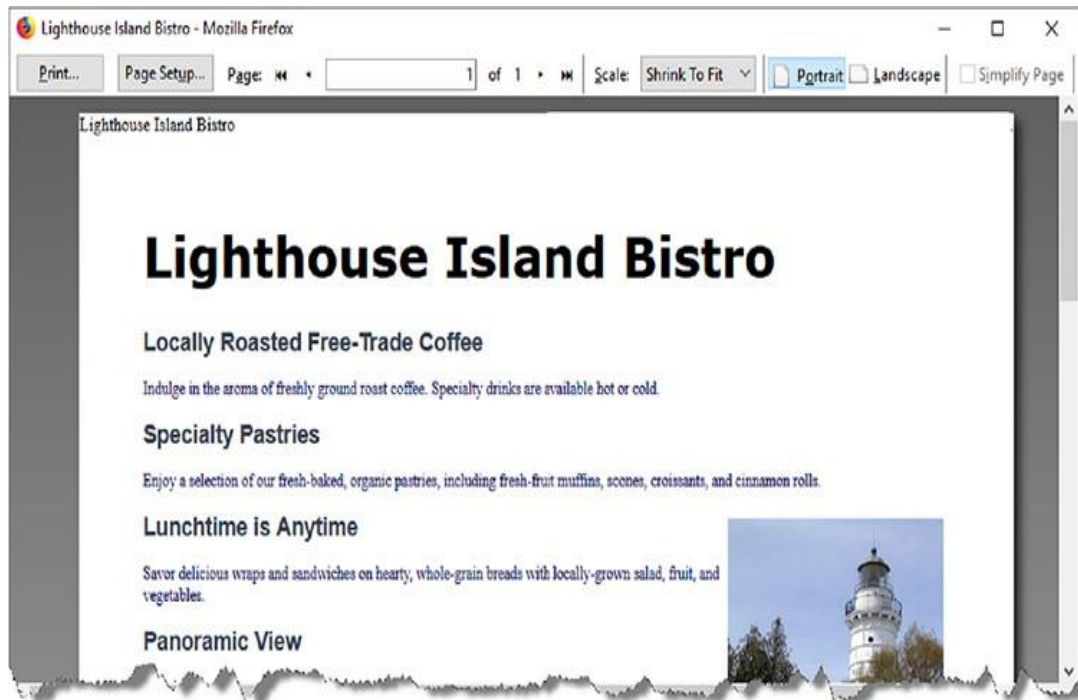 Lighthouse Island Bistro - Mozilla Firefox
Print... Page Setup... Page: 1 of 1 Scale: Shrink To Fit Portrait Landscape Simplify Page
Lighthouse Island Bistro
Lighthouse Island Bistro
Locally Roasted Free-Trade Coffee
Indulge in the aroma of freshly ground roast coffee. Specialty drinks are available hot or cold.
Specialty Pastries
Enjoy a selection of our fresh-baked, organic pastries, including fresh-fruit muffins, scones, croissants, and cinnamon rolls.
Lunchtime is Anytime
Savor delicious wraps and sandwiches on hearty, whole-grain breads with locally-grown salad, fruit, and
vegetables.
Panoramic View